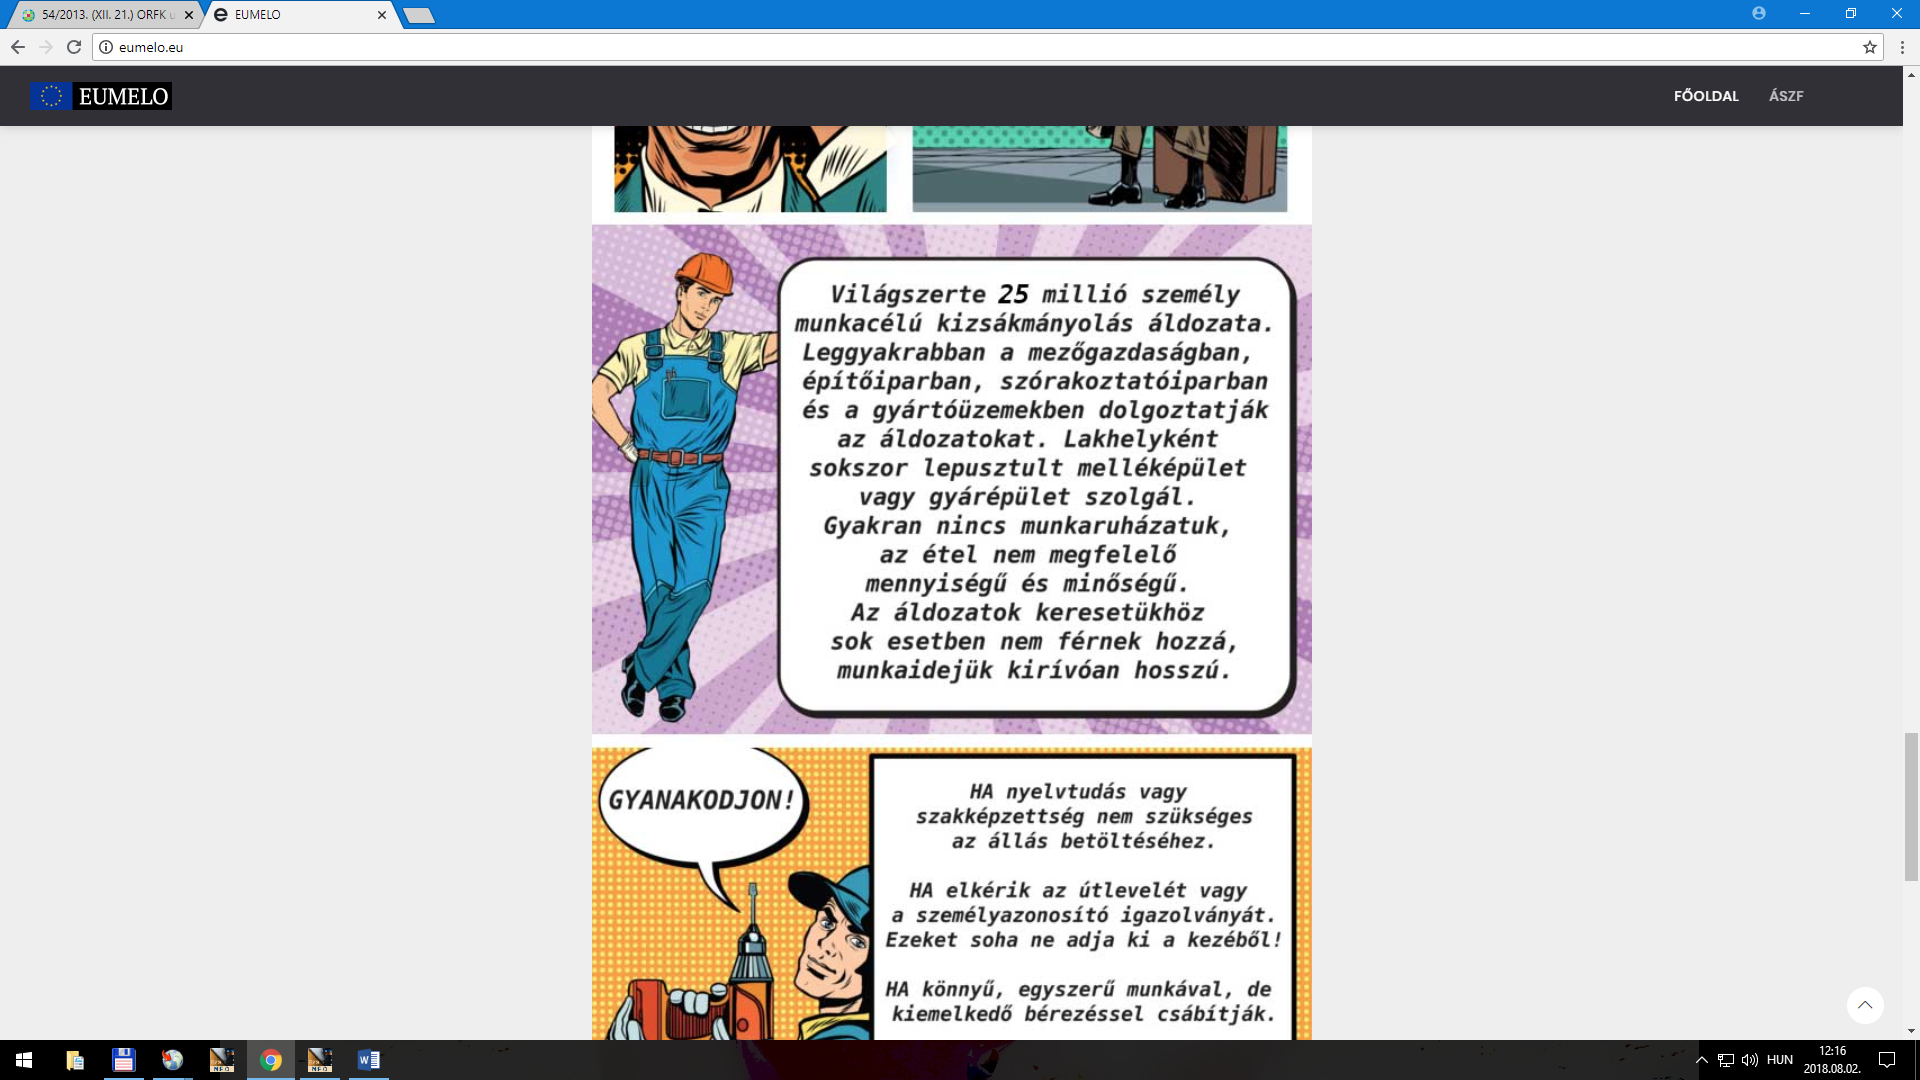 54/2013. (XII. 21.) ORFK
EUMELO
eumelo.eu
EUMELO
FŐOLDAL
ÁSZF
Világszerte 25 millió személy
munkacélú kizsákmányolás áldozata.
Leggyakrabban a mezőgazdaságban,
építőiparban, szórakoztatóiparban
és a gyártóüzemekben dolgoztatják
az áldozatokat. Lakhelyként
sokszor lepusztult melléképület
vagy gyárépület szolgál.
Gyakran nincs munkaruházatuk,
az étel nem megfelelő
mennyiségű és minőségű.
Az áldozatok keresetükhöz
sok esetben nem férnek hozzá,
munkaidejük kirívóan hosszú.
GYANAKODJON!
HA nyelvtudás vagy
szakképzettség nem szükséges
az állás betöltéséhez.
HA elkérik az útlevelét vagy
a személyazonosító igazolványát.
Ezeket soha ne adja ki a kezéből!
HA könnyű, egyszerű munkával, de
kiemelkedő bérezéssel csábítják.
HUN
12:16
2018.08.02.